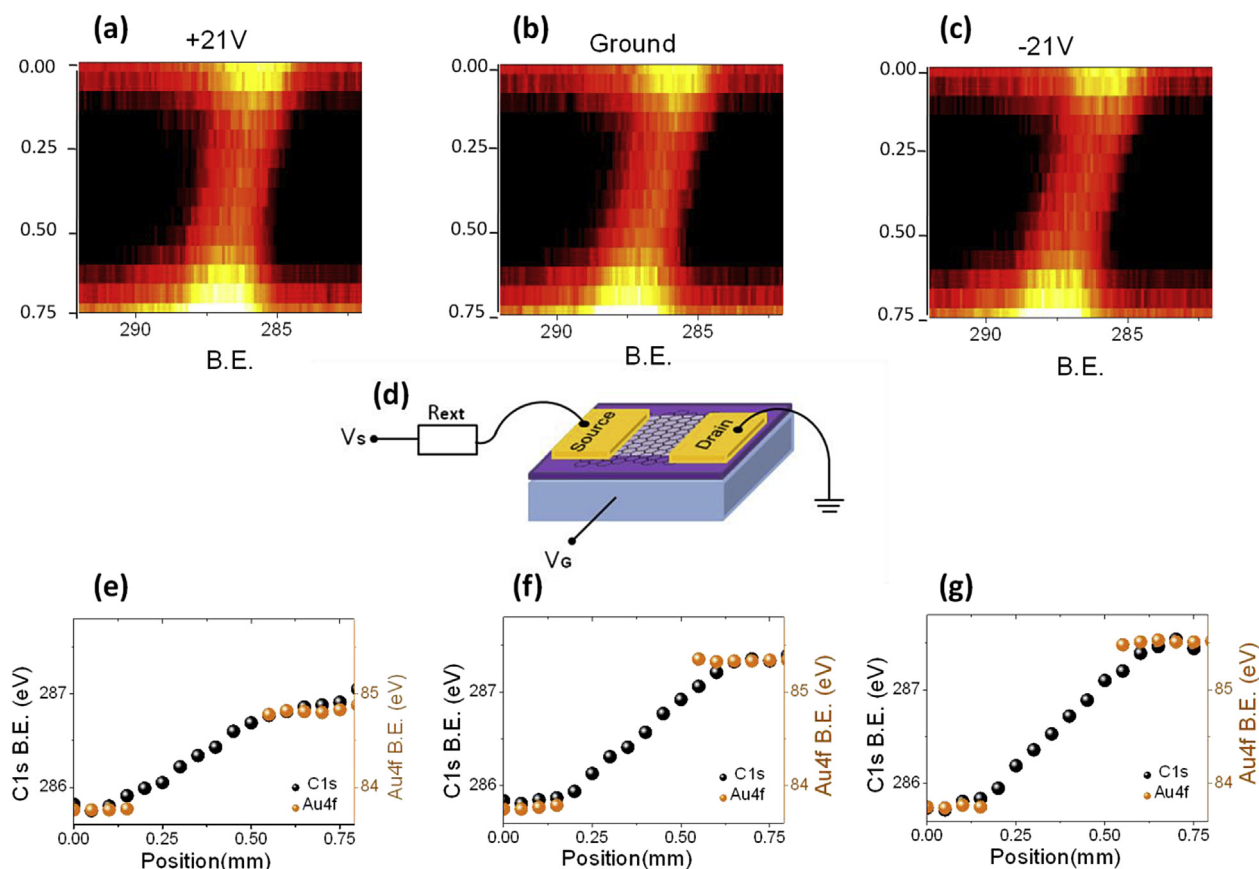 (a)
+21V
(b)
Ground
(c)
-21V
0.00
0.25
0.50
0.75
290
285
B.E.
0.00
0.25
0.50
0.75
290
285
B.E.
0.00
0.25
0.50
0.75
290
285
B.E.
(d)
Rext
Vs
Source
Drain
VG
(e)
C1s B.E. (eV)
287
286
85
84
Au4f B.E. (eV)
C1s
Au4f
0.00
0.25
0.50
0.75
Position(mm)
(f)
C1s B.E. (eV)
287
286
85
84
Au4f B.E. (eV)
C1s
Au4f
0.00
0.25
0.50
0.75
Position(mm)
(g)
C1s B.E. (eV)
287
286
85
84
Au4f B.E. (eV)
C1s
Au4f
0.00
0.25
0.50
0.75
Position(mm)